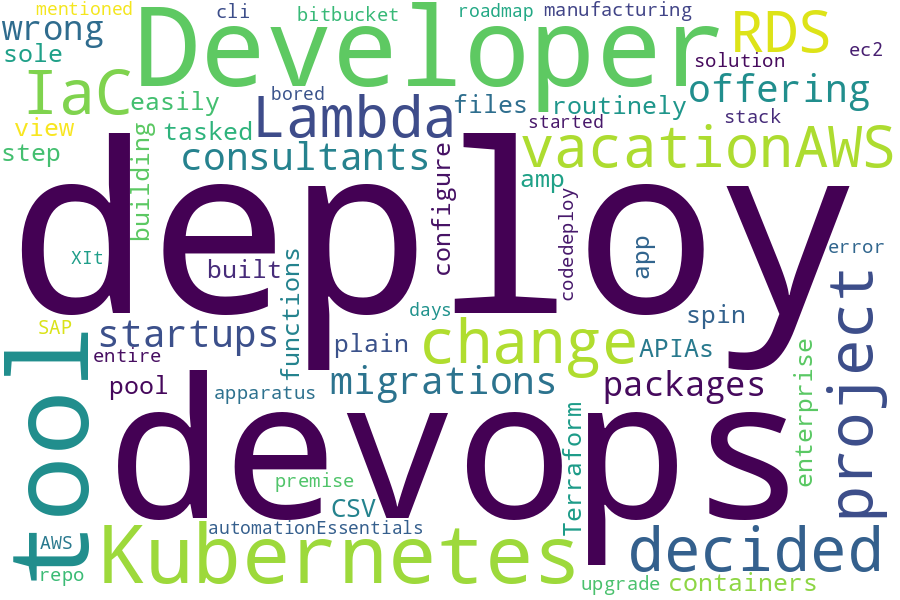 mentioned
cli
bitbucket
roadmap
manufacturing
wrong
Developer
RDS
sole
solution
ec2
IaC
easily
bored
Lambda
files
routinely
offering
view
tasked
started
stack
step
building
consultants
configure
vacationAWS
deploy
amp
codedeploy
app
XIt
built
functions
error
days
spin
project
SAP
startups
plain
change
APIAs
entire
tool
pool
apparatus
migrations
packages
enterprise
devops
Terraform
premise
CSV
automationEssentials
AWS
Kubernetes
decided
repo
upgrade
containers